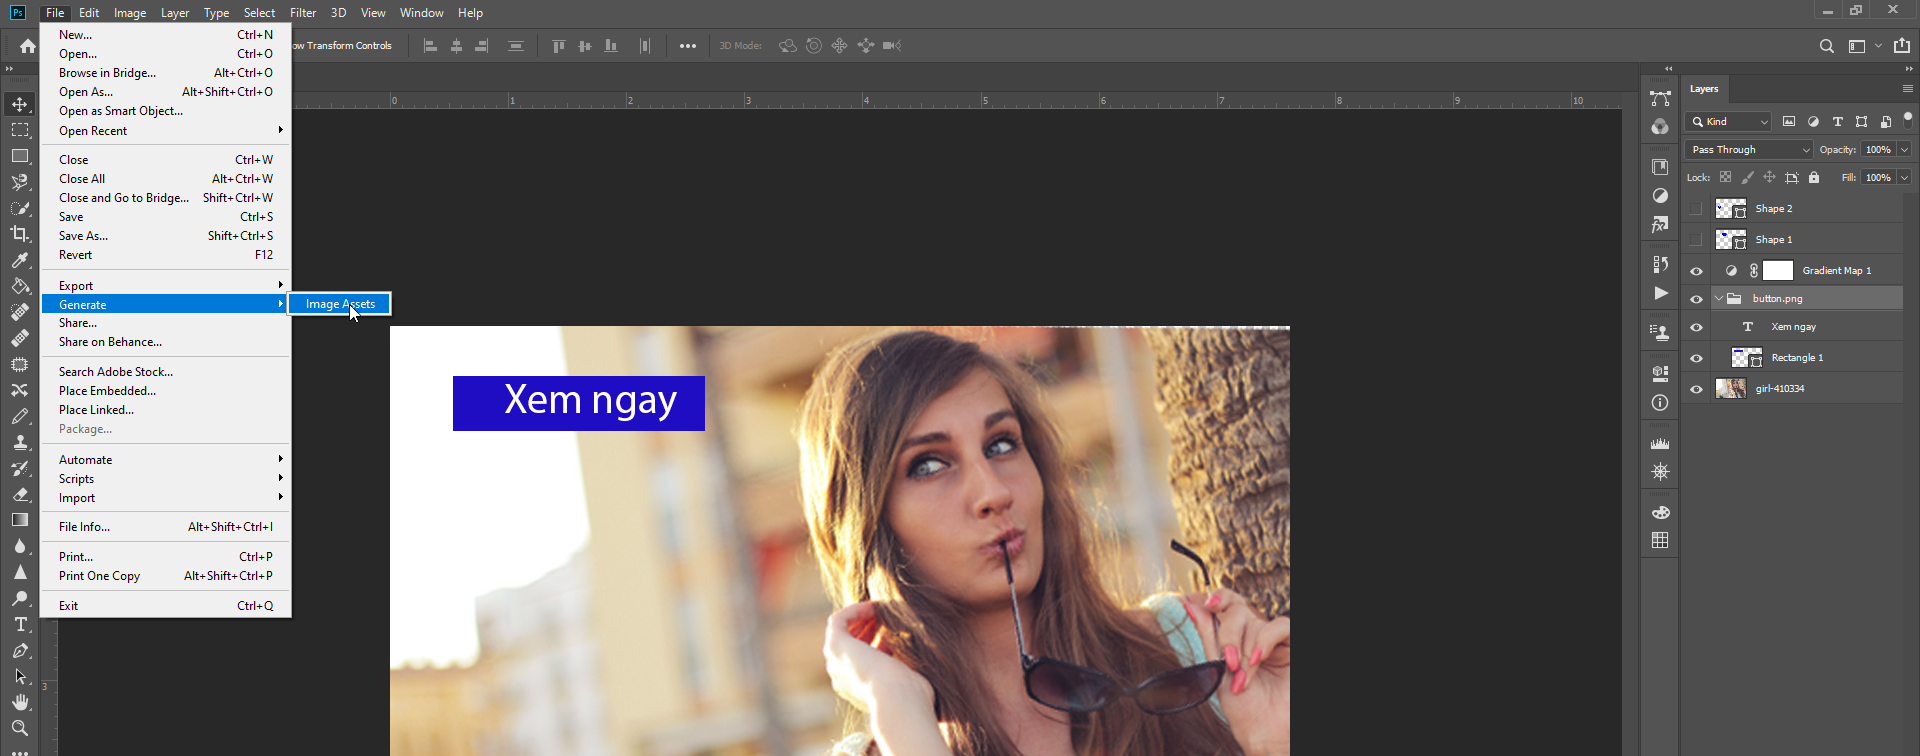 Ps File Edit Image Layer Type Select Filter 3D View Window Help
ow Transform Controls 3D Mode:
New... Ctrl+N
Open... Ctrl+O
Browse in Bridge... Alt+Ctrl+O
Open As... Alt+Shift+Ctrl+O
Open as Smart Object...
Open Recent
Close Ctrl+W
Close All Alt+Ctrl+W
Close and Go to Bridge... Shift+Ctrl+W
Save Ctrl+S
Save As... Shift+Ctrl+S
Revert F12
Export
Generate
Image Assets
Share...
Share on Behance...
Search Adobe Stock...
Place Embedded...
Place Linked...
Package...
Automate
Scripts
Import
File Info... Alt+Shift+Ctrl+I
Print... Ctrl+P
Print One Copy Alt+Shift+Ctrl+P
Exit Ctrl+Q
0 1 2 3 4 5 6 7 8 9 10
3
Xem ngay
Layers
Kind
Pass Through Opacity: 100%
Lock: Fill: 100%
Shape 2
Shape 1
Gradient Map 1
button.png
T Xem ngay
Rectangle 1
girl-410334